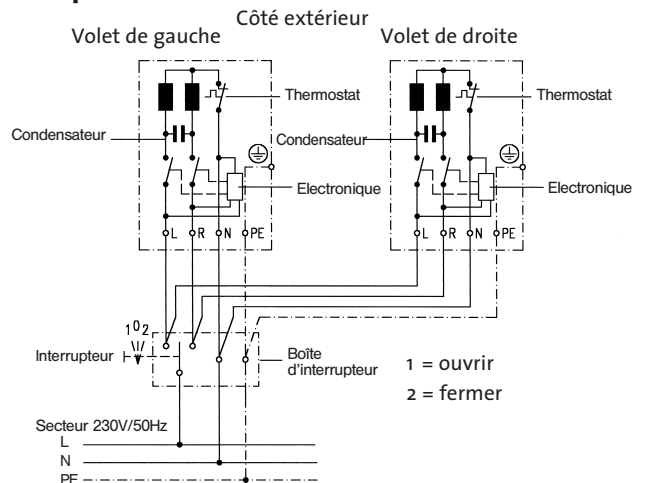 Côté extérieur
Volet de gauche
Volet de droite
Thermostat
Thermostat
Condensateur
Condensateur
Electronique
Electronique
L R N PE
L R N PE
1 0 2
Interrupteur
Boîte
d'interrupteur
1 = ouvrir
2 = fermer
Secteur 230V/50Hz
L
N
PE